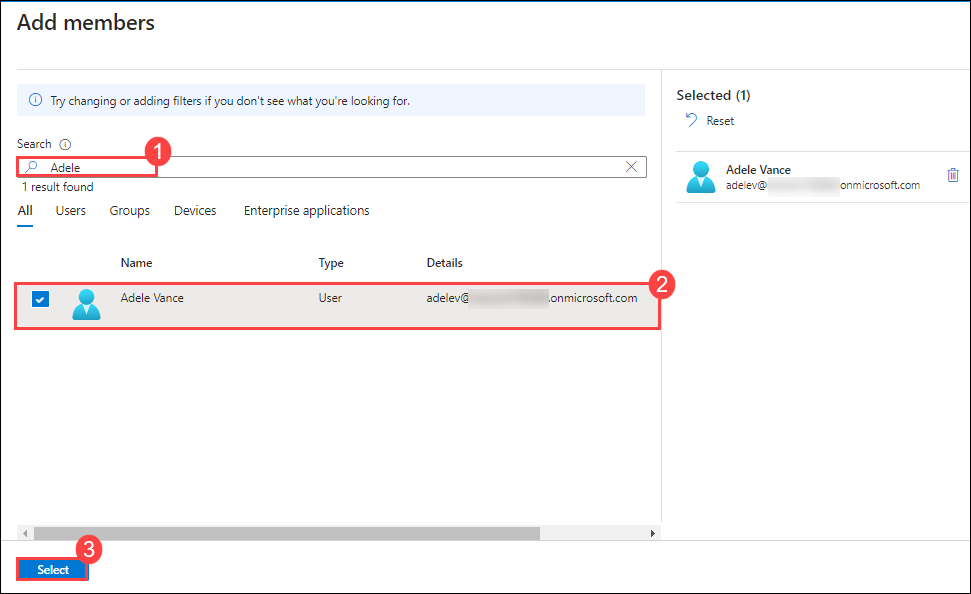 Add members
Try changing or adding filters if you don't see what you're looking for.
Search
1
Adele
1 result found
All Users Groups Devices Enterprise applications
Name Type Details
2
Adele Vance User adelev@ .onmicrosoft.com
Selected (1)
Reset
Adele Vance
adelev@ onmicrosoft.com
3
Select